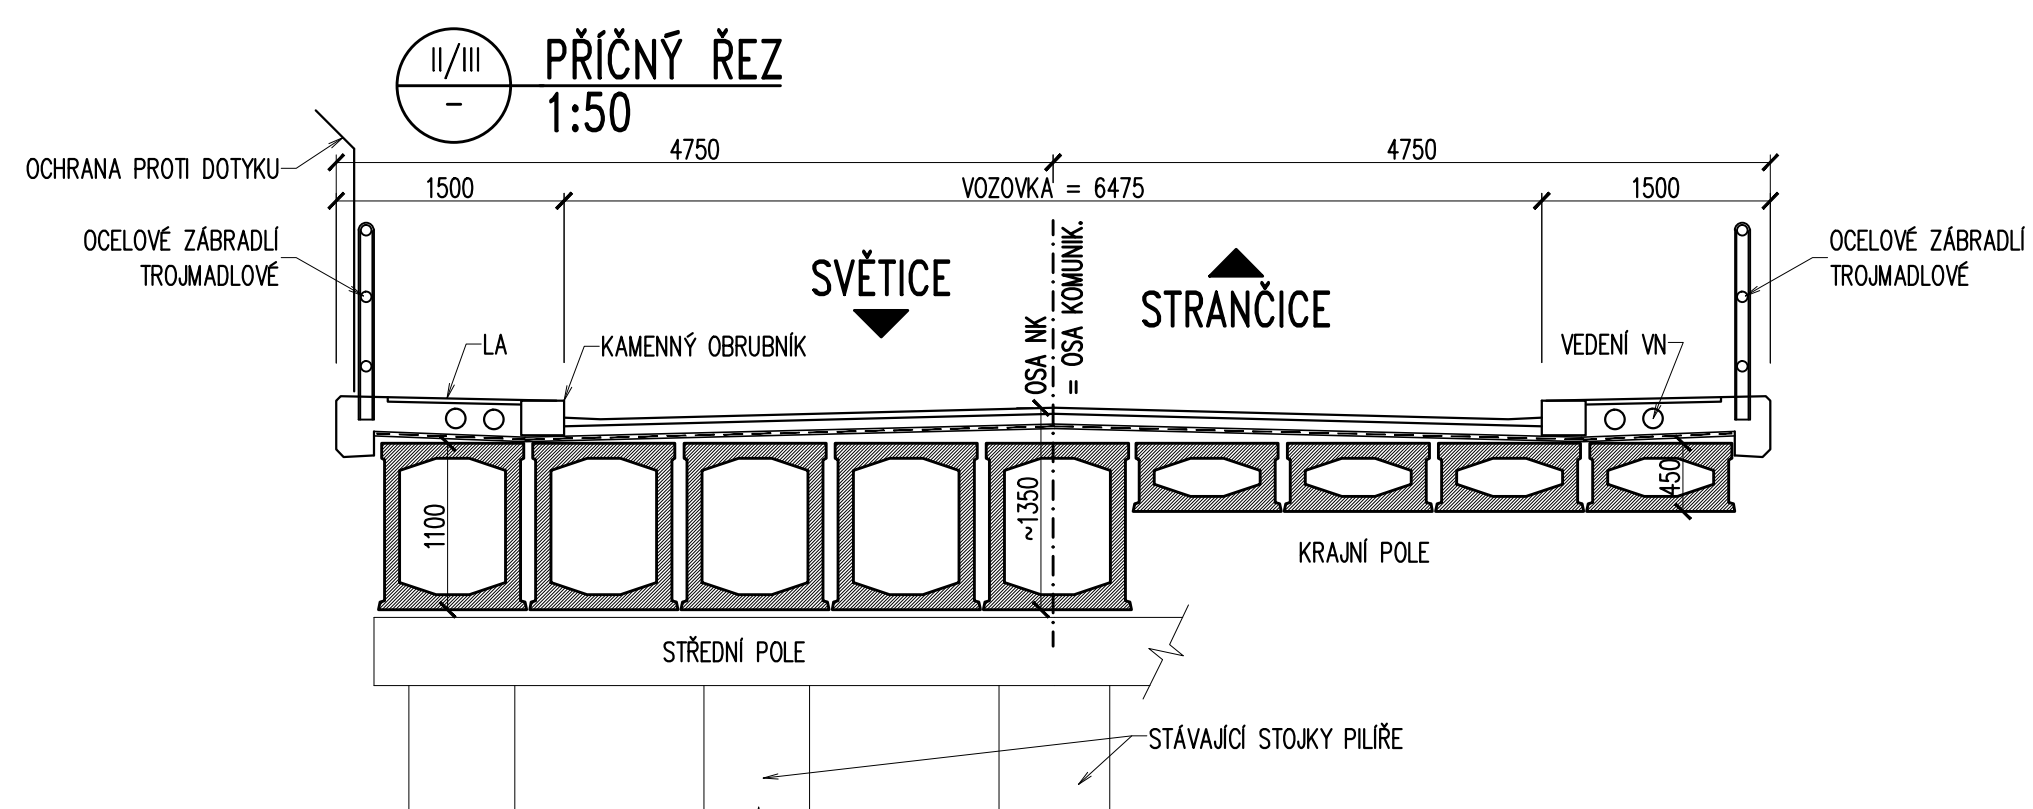 II/III
PŘÍČNÝ ŘEZ
-
1:50
4750
4750
OCHRANA PROTI DOTYKU
1500
VOZOVKA = 6475
1500
OCELOVÉ ZÁBRADLÍ
TROJMADLOVÉ
OCELOVÉ ZÁBRADLÍ
TROJMADLOVÉ
SVĚTICE
STRANČICE
OSA NK
= OSA KOMUNIK.
LA
KAMENNÝ OBRUBNÍK
VEDENÍ VN
1100
~1350
450
KRAJNÍ POLE
STŘEDNÍ POLE
STÁVAJÍCÍ STOJKY PILÍŘE